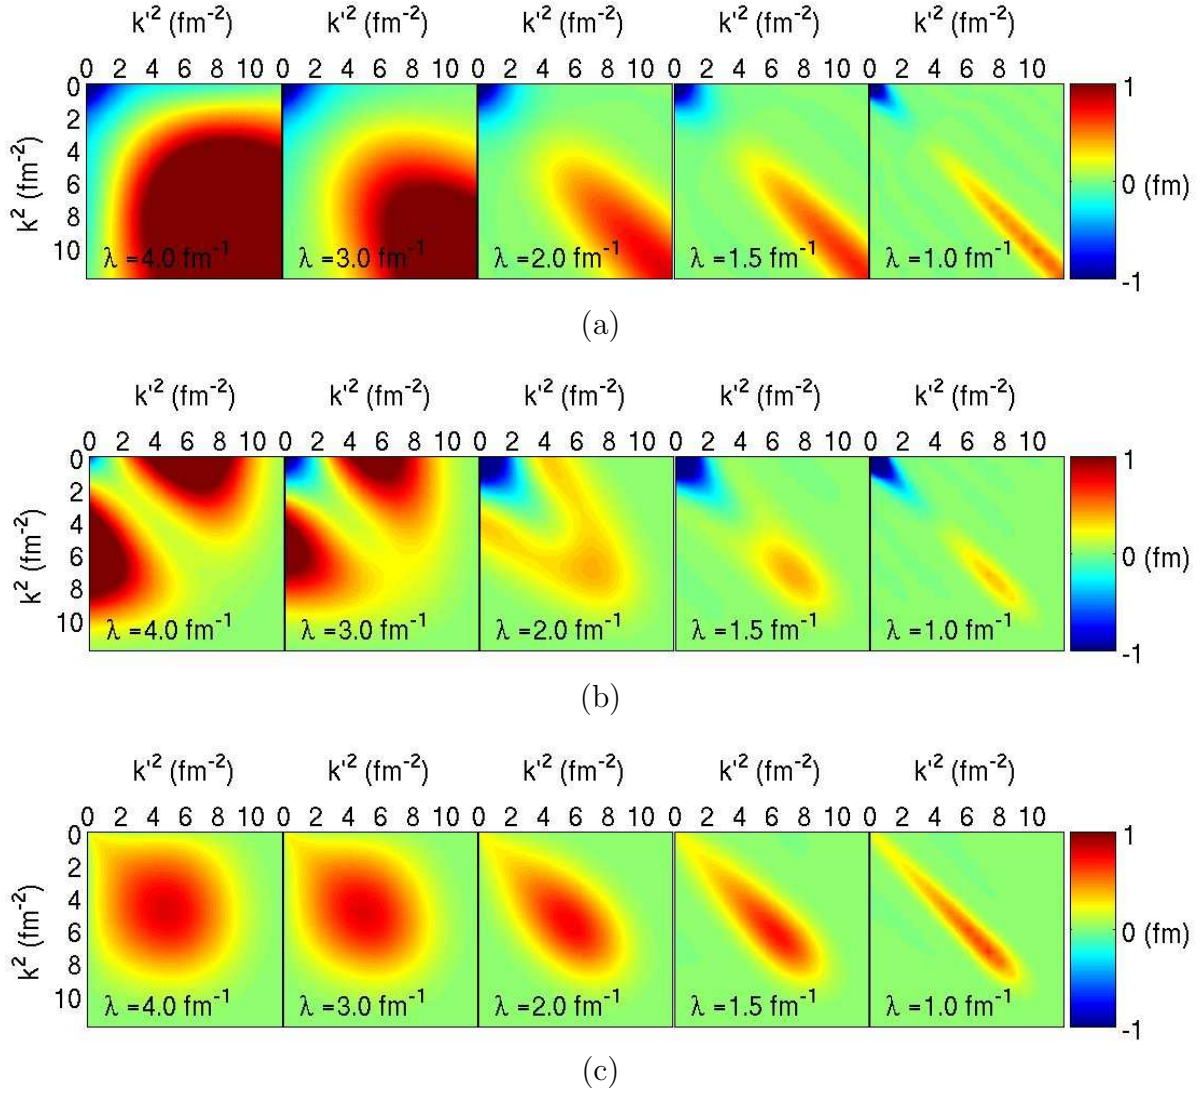 k'² (fm⁻²) k'² (fm⁻²) k'² (fm⁻²) k'² (fm⁻²) k'² (fm⁻²)
0 2 4 6 8 10 0 2 4 6 8 10 0 2 4 6 8 10 0 2 4 6 8 10 0 2 4 6 8 10
k² (fm⁻²)
0
2
4
6
8
10
λ =4.0 fm⁻¹ λ =3.0 fm⁻¹ λ =2.0 fm⁻¹ λ =1.5 fm⁻¹ λ =1.0 fm⁻¹
1
0 (fm)
-1
(a)
k'² (fm⁻²) k'² (fm⁻²) k'² (fm⁻²) k'² (fm⁻²) k'² (fm⁻²)
0 2 4 6 8 10 0 2 4 6 8 10 0 2 4 6 8 10 0 2 4 6 8 10 0 2 4 6 8 10
k² (fm⁻²)
0
2
4
6
8
10
λ =4.0 fm⁻¹ λ =3.0 fm⁻¹ λ =2.0 fm⁻¹ λ =1.5 fm⁻¹ λ =1.0 fm⁻¹
1
0 (fm)
-1
(b)
k'² (fm⁻²) k'² (fm⁻²) k'² (fm⁻²) k'² (fm⁻²) k'² (fm⁻²)
0 2 4 6 8 10 0 2 4 6 8 10 0 2 4 6 8 10 0 2 4 6 8 10 0 2 4 6 8 10
k² (fm⁻²)
0
2
4
6
8
10
λ =4.0 fm⁻¹ λ =3.0 fm⁻¹ λ =2.0 fm⁻¹ λ =1.5 fm⁻¹ λ =1.0 fm⁻¹
1
0 (fm)
-1
(c)